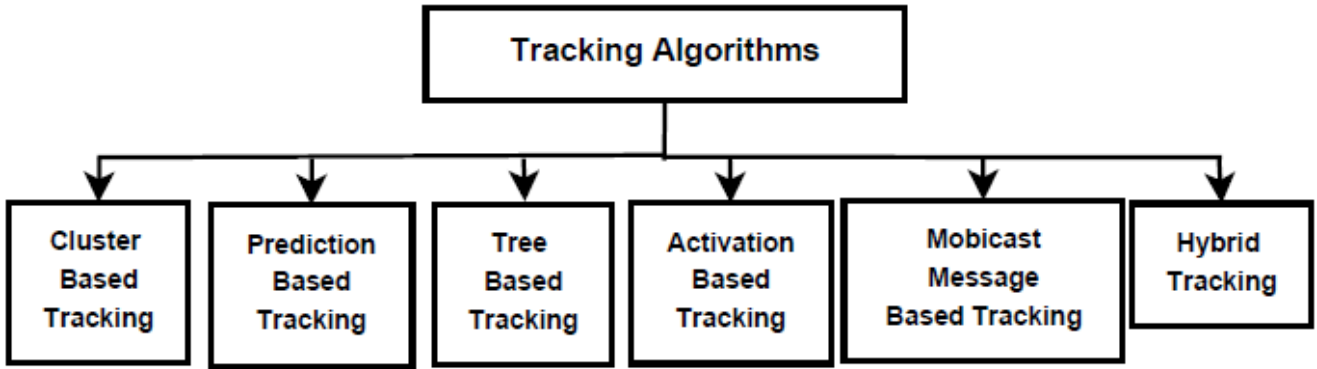 Tracking Algorithms
Cluster
Based
Tracking
Prediction
Based
Tracking
Tree
Based
Tracking
Activation
Based
Tracking
Mobicast
Message
Based Tracking
Hybrid
Tracking